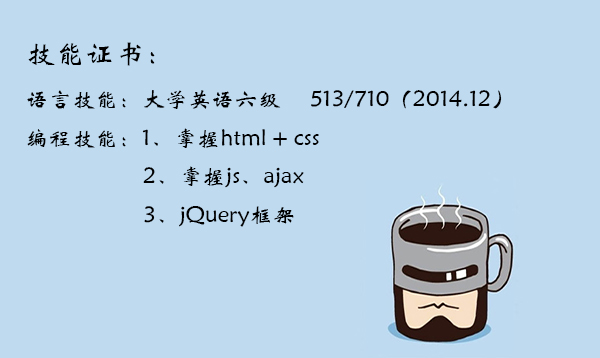 技能证书：
语言技能：大学英语六级 513/710（2014.12）
编程技能：1、掌握html + css
2、掌握js、ajax
3、jQuery框架